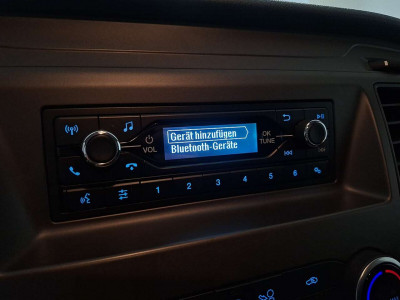 Gerät hinzufügen
Bluetooth-Geräte
VOL
OK
TUNE
1 2 3 4 5 6